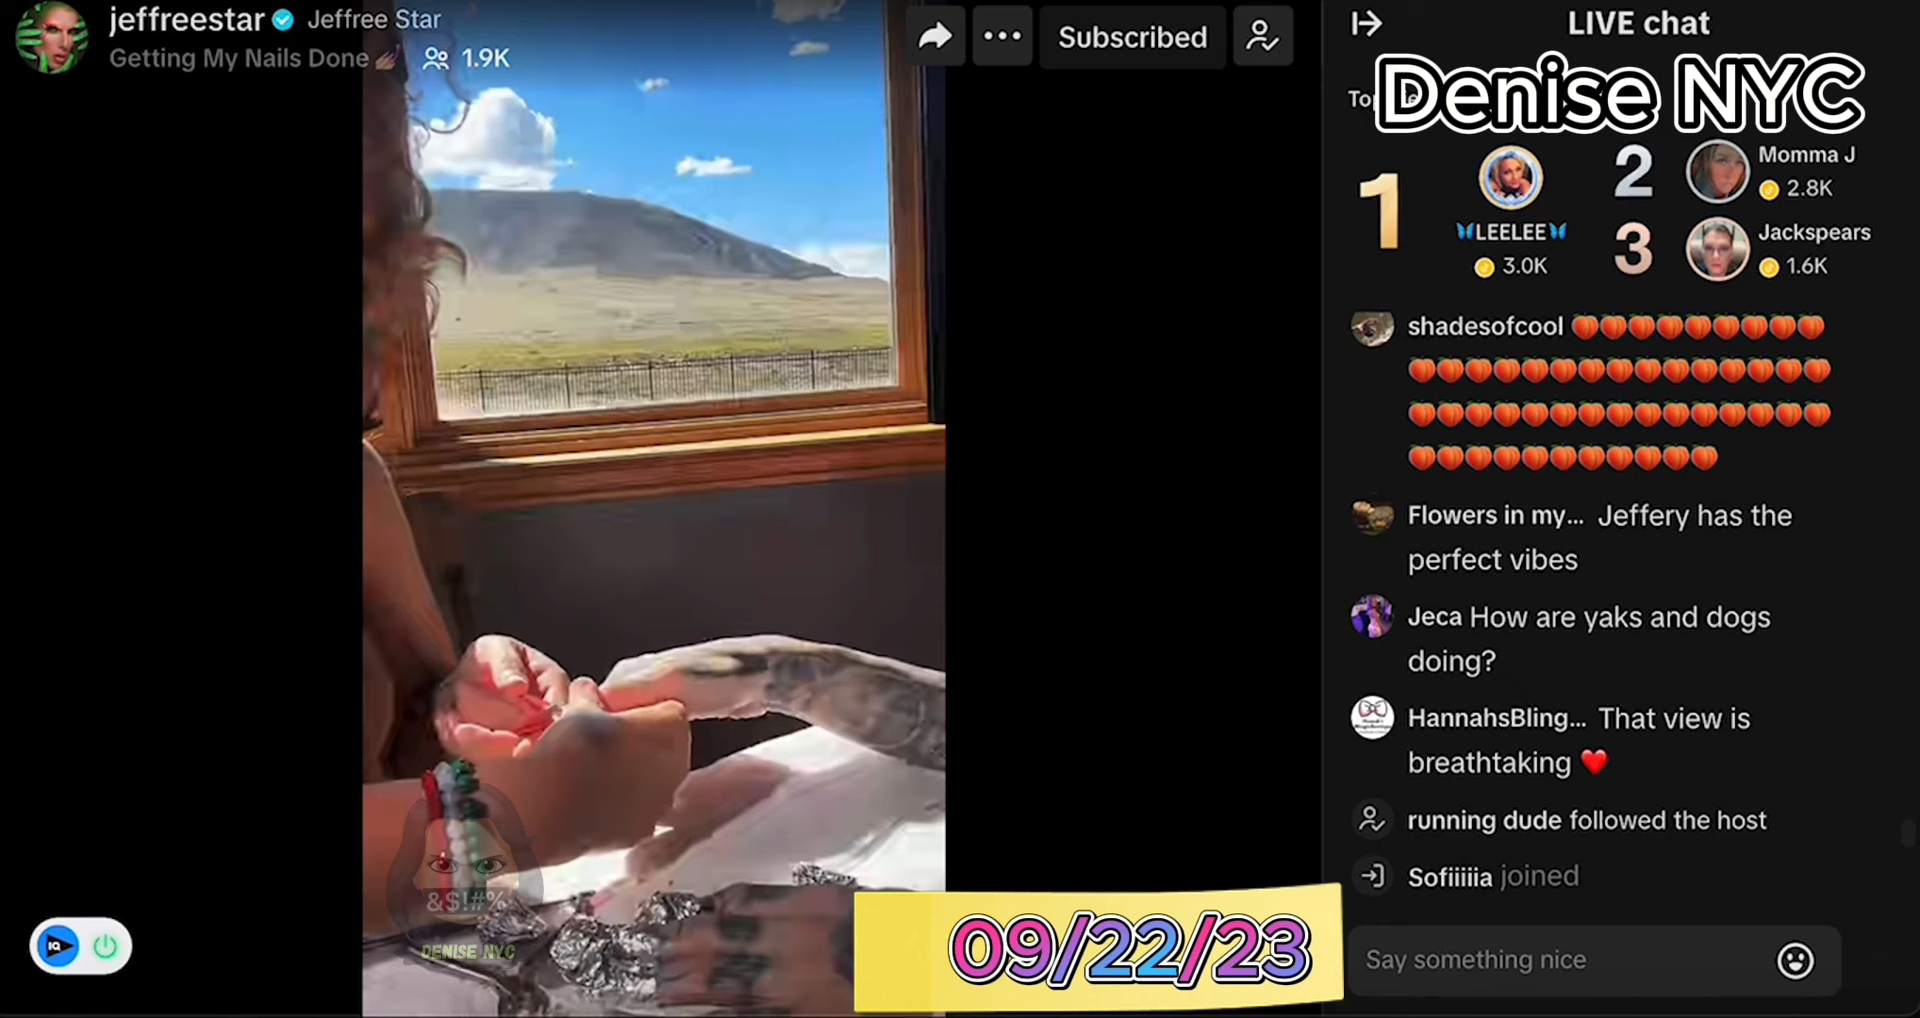 jeffreestar Jeffree Star
Getting My Nails Done 💅🏽 1.9K
Subscribed
LIVE chat
Denise NYC
1
🦋LEELEE🦋
3.0K
2
Momma J
2.8K
3
Jackspears
1.6K
shadesofcool 🍑🍑🍑🍑🍑🍑🍑🍑🍑
🍑🍑🍑🍑🍑🍑🍑🍑🍑🍑🍑🍑🍑🍑🍑
🍑🍑🍑🍑🍑🍑🍑🍑🍑🍑🍑🍑🍑🍑🍑
🍑🍑🍑🍑🍑🍑🍑🍑🍑🍑🍑
Flowers in my... Jeffery has the
perfect vibes
Jeca How are yaks and dogs
doing?
HannahsBling... That view is
breathtaking ❤️
running dude followed the host
Sofiiiiia joined
Say something nice
&$!#%
DENISE NYC
IQ
09/22/23